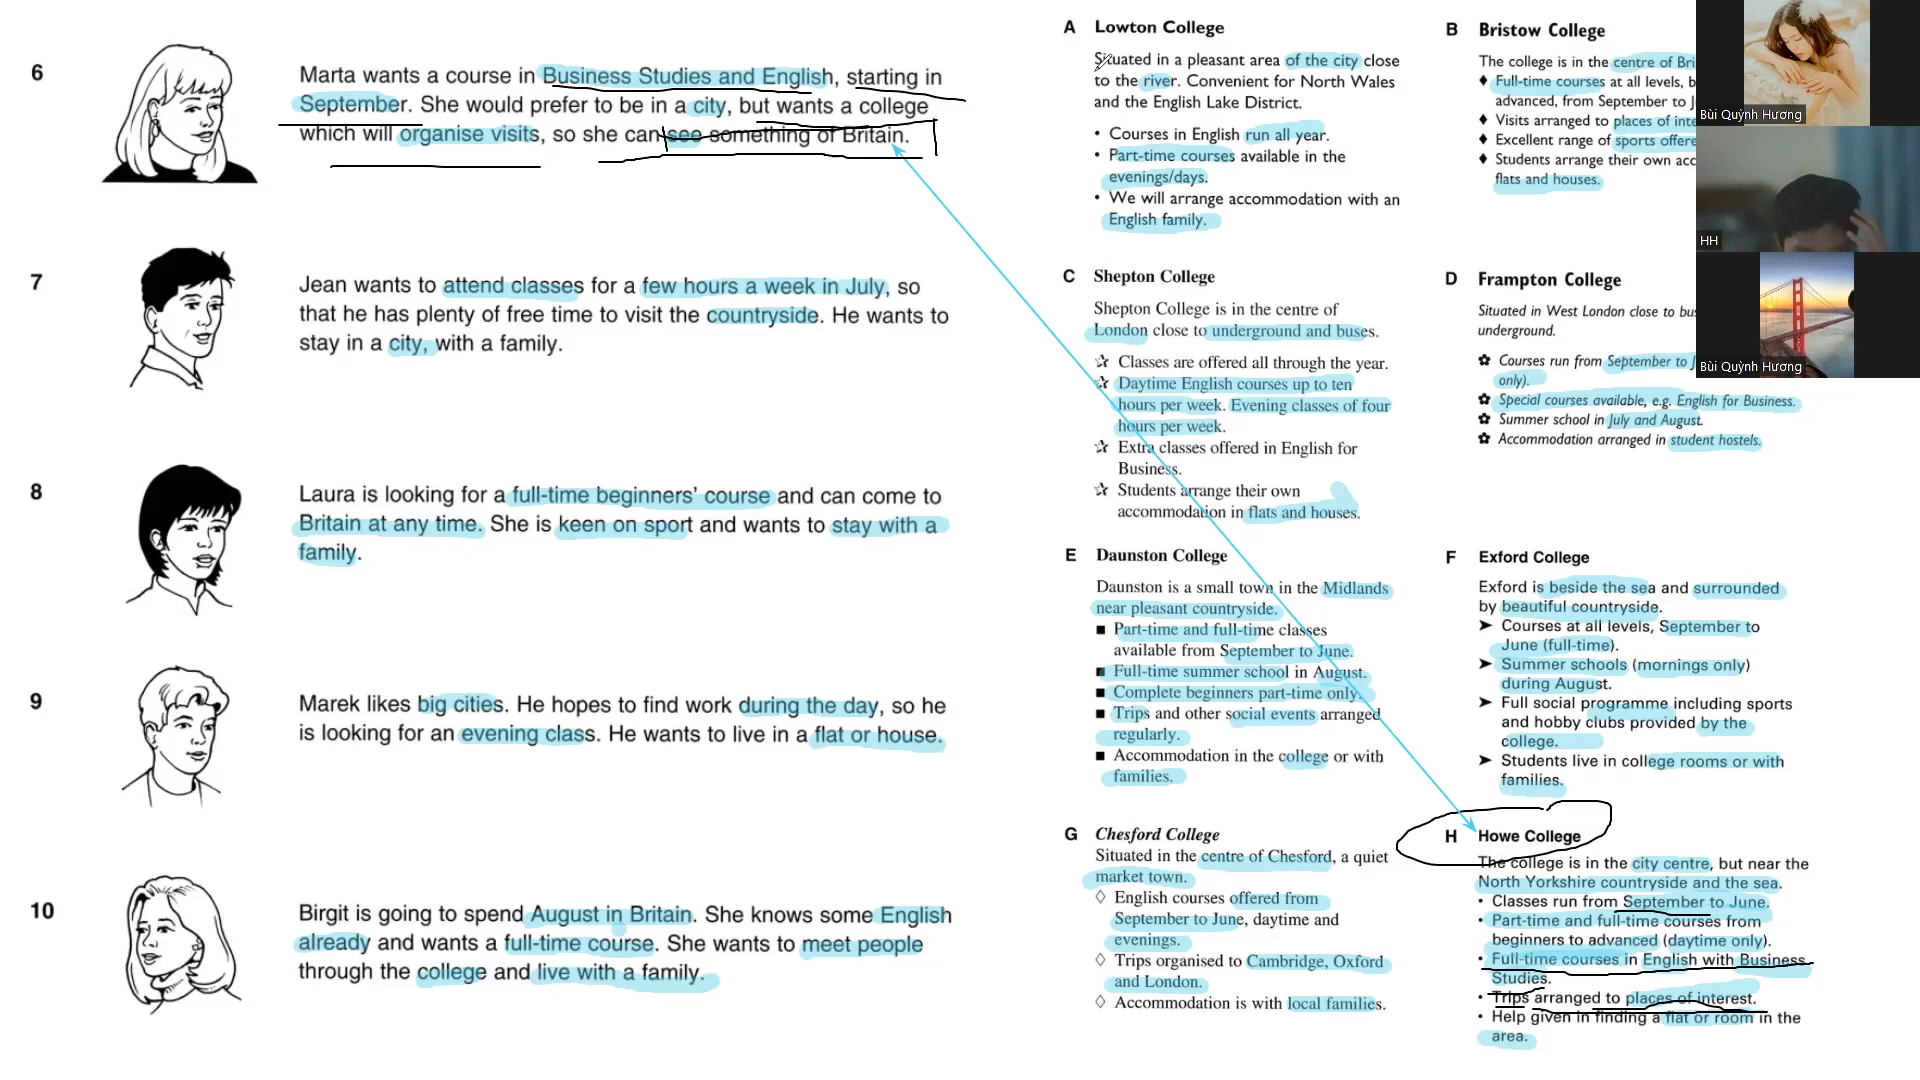 6
Marta wants a course in Business Studies and English, starting in
September. She would prefer to be in a city, but wants a college
which will organise visits, so she can see something of Britain.
7
Jean wants to attend classes for a few hours a week in July, so
that he has plenty of free time to visit the countryside. He wants to
stay in a city, with a family.
8
Laura is looking for a full-time beginners' course and can come to
Britain at any time. She is keen on sport and wants to stay with a
family.
9
Marek likes big cities. He hopes to find work during the day, so he
is looking for an evening class. He wants to live in a flat or house.
10
Birgit is going to spend August in Britain. She knows some English
already and wants a full-time course. She wants to meet people
through the college and live with a family.
A Lowton College
Situated in a pleasant area of the city close
to the river. Convenient for North Wales
and the English Lake District.
• Courses in English run all year.
• Part-time courses available in the
evenings/days.
• We will arrange accommodation with an
English family.
B Bristow College
The college is in the centre of Bri
♦ Full-time courses at all levels, b
advanced, from September to J
♦ Visits arranged to places of inte
♦ Excellent range of sports offere
♦ Students arrange their own acc
flats and houses.
C Shepton College
Shepton College is in the centre of
London close to underground and buses.
☆ Classes are offered all through the year.
☆ Daytime English courses up to ten
hours per week. Evening classes of four
hours per week.
☆ Extra classes offered in English for
Business.
☆ Students arrange their own
accommodation in flats and houses.
D Frampton College
Situated in West London close to bus
underground.
✿ Courses run from September to J
only).
✿ Special courses available, e.g. English for Business.
✿ Summer school in July and August.
✿ Accommodation arranged in student hostels.
E Daunston College
Daunston is a small town in the Midlands
near pleasant countryside.
■ Part-time and full-time classes
available from September to June.
■ Full-time summer school in August.
■ Complete beginners part-time only.
■ Trips and other social events arranged
regularly.
■ Accommodation in the college or with
families.
F Exford College
Exford is beside the sea and surrounded
by beautiful countryside.
➤ Courses at all levels, September to
June (full-time).
➤ Summer schools (mornings only)
during August.
➤ Full social programme including sports
and hobby clubs provided by the
college.
➤ Students live in college rooms or with
families.
G Chesford College
Situated in the centre of Chesford, a quiet
market town.
◊ English courses offered from
September to June, daytime and
evenings.
◊ Trips organised to Cambridge, Oxford
and London.
◊ Accommodation is with local families.
H Howe College
The college is in the city centre, but near the
North Yorkshire countryside and the sea.
• Classes run from September to June.
• Part-time and full-time courses from
beginners to advanced (daytime only).
• Full-time courses in English with Business
Studies.
• Trips arranged to places of interest.
• Help given in finding a flat or room in the
area.
Bùi Quỳnh Hương
HH
Bùi Quỳnh Hương